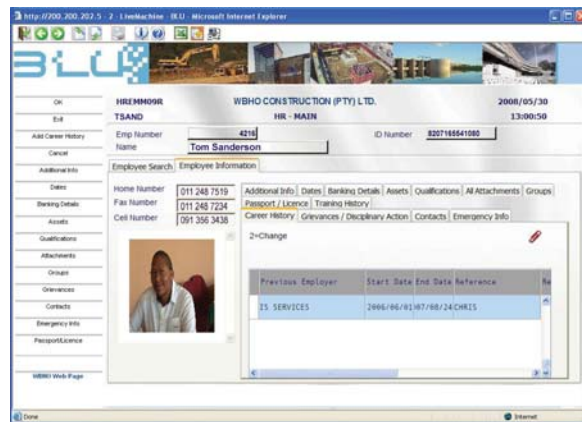 http://200.200.202.5 - 2 - LiveMachine - BLU - Microsoft Internet Explorer
BLU
OK
Exit
Add Career History
Cancel
Additional Info
Dates
Banking Details
Assets
Qualifications
Attachments
Groups
Grievances
Contacts
Emergency Info
Passport/Licence
WBHO Web Page
HREMM09R WBHO CONSTRUCTION (PTY) LTD. 2008/05/30
TSAND HR - MAIN 13:00:50
Emp Number 4216 ID Number 8207165541080
Name Tom Sanderson
Employee Search Employee Information
Home Number 011 248 7519
Fax Number 011 248 7234
Cell Number 091 356 3438
Additional Info Dates Banking Details Assets Qualifications All Attachments Groups
Passport / Licence Training History
Career History Grievances / Disciplinary Action Contacts Emergency Info
2=Change
Previous Employer Start Date End Date Reference Re
IS SERVICES 2006/06/01 07/08/24 CHRIS
Done Internet